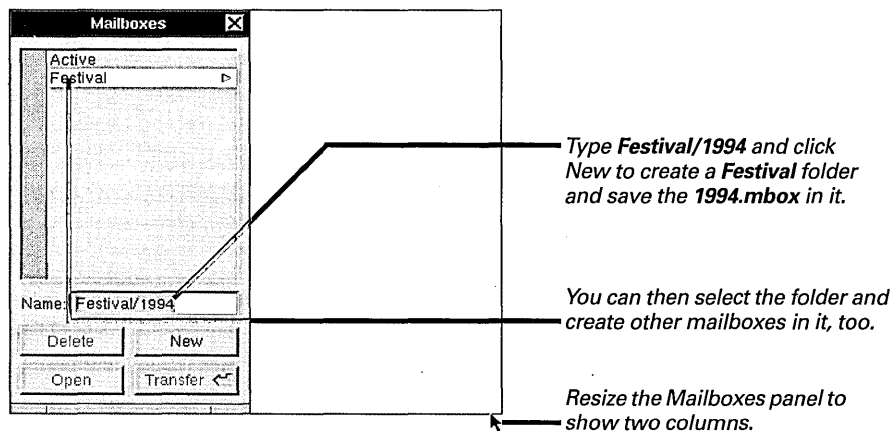 Mailboxes
Active
Festival
Name: Festival/1994
Delete New
Open Transfer
Type Festival/1994 and click
New to create a Festival folder
and save the 1994.mbox in it.
You can then select the folder and
create other mailboxes in it, too.
Resize the Mailboxes panel to
show two columns.